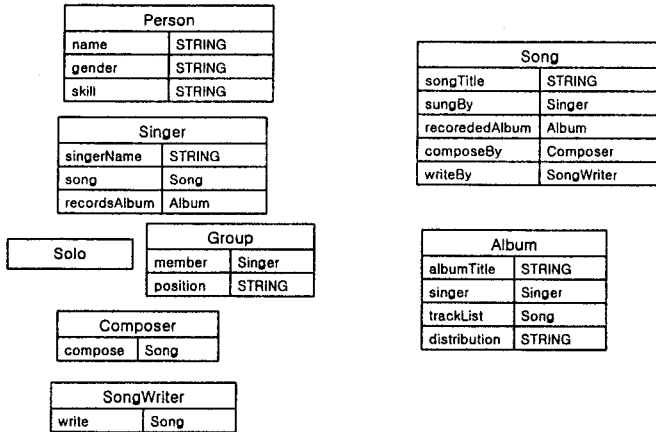 Person
name STRING
gender STRING
skill STRING
Singer
singerName STRING
song Song
recordsAlbum Album
Solo
Group
member Singer
position STRING
Composer
compose Song
SongWriter
write Song
Song
songTitle STRING
sungBy Singer
recorededAlbum Album
composeBy Composer
writeBy SongWriter
Album
albumTitle STRING
singer Singer
trackList Song
distribution STRING